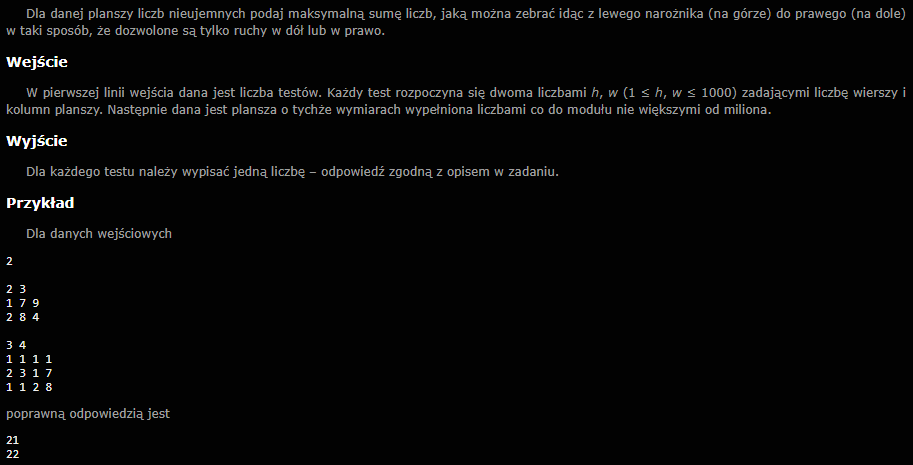 Dla danej planszy liczb nieujemnych podaj maksymalną sumę liczb, jaką można zebrać idąc z lewego narożnika (na górze) do prawego (na dole)
w taki sposób, że dozwolone są tylko ruchy w dół lub w prawo.
Wejście
W pierwszej linii wejścia dana jest liczba testów. Każdy test rozpoczyna się dwoma liczbami h, w (1 ≤ h, w ≤ 1000) zadającymi liczbę wierszy i
kolumn planszy. Następnie dana jest plansza o tychże wymiarach wypełniona liczbami co do modułu nie większymi od miliona.
Wyjście
Dla każdego testu należy wypisać jedną liczbę – odpowiedź zgodną z opisem w zadaniu.
Przykład
Dla danych wejściowych
2
2 3
1 7 9
2 8 4
3 4
1 1 1 1
2 3 1 7
1 1 2 8
poprawną odpowiedzią jest
21
22